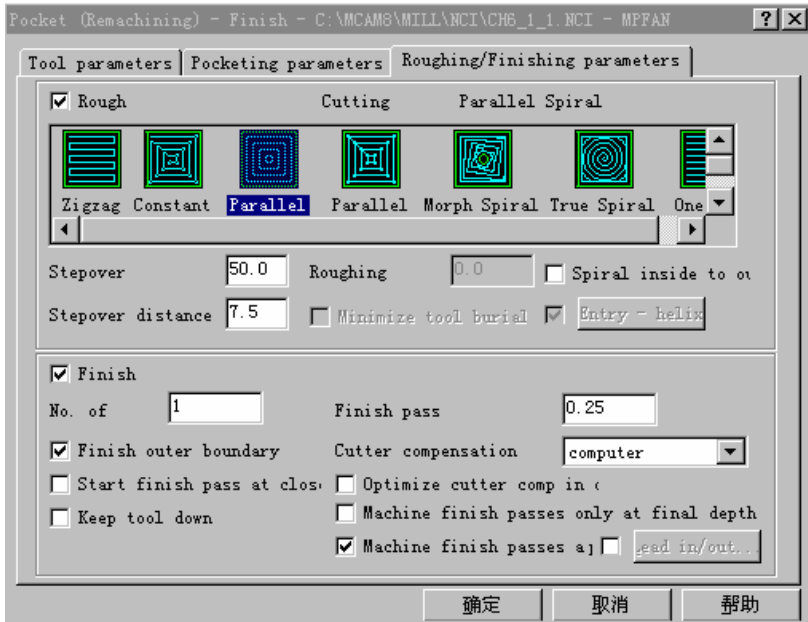 Pocket (Remachining) - Finish - C:\MCAM8\MILL\NCI\CH6_1_1.NCI - MPFAN
Tool parameters Pocketing parameters Roughing/Finishing parameters
Rough Cutting Parallel Spiral
Zigzag Constant Parallel Parallel Morph Spiral True Spiral One
Stepover 50.0 Roughing 0.0 Spiral inside to ou
Stepover distance 7.5 Minimize tool burial Entry - helix
Finish
No. of 1 Finish pass 0.25
Finish outer boundary Cutter compensation computer
Start finish pass at clos Optimize cutter comp in c
Keep tool down Machine finish passes only at final depth
Machine finish passes a ead in/out...
确定 取消 帮助